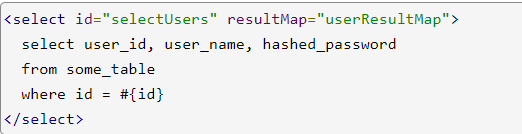 <select id="selectUsers" resultMap="userResultMap">
select user_id, user_name, hashed_password
from some_table
where id = #{id}
</select>